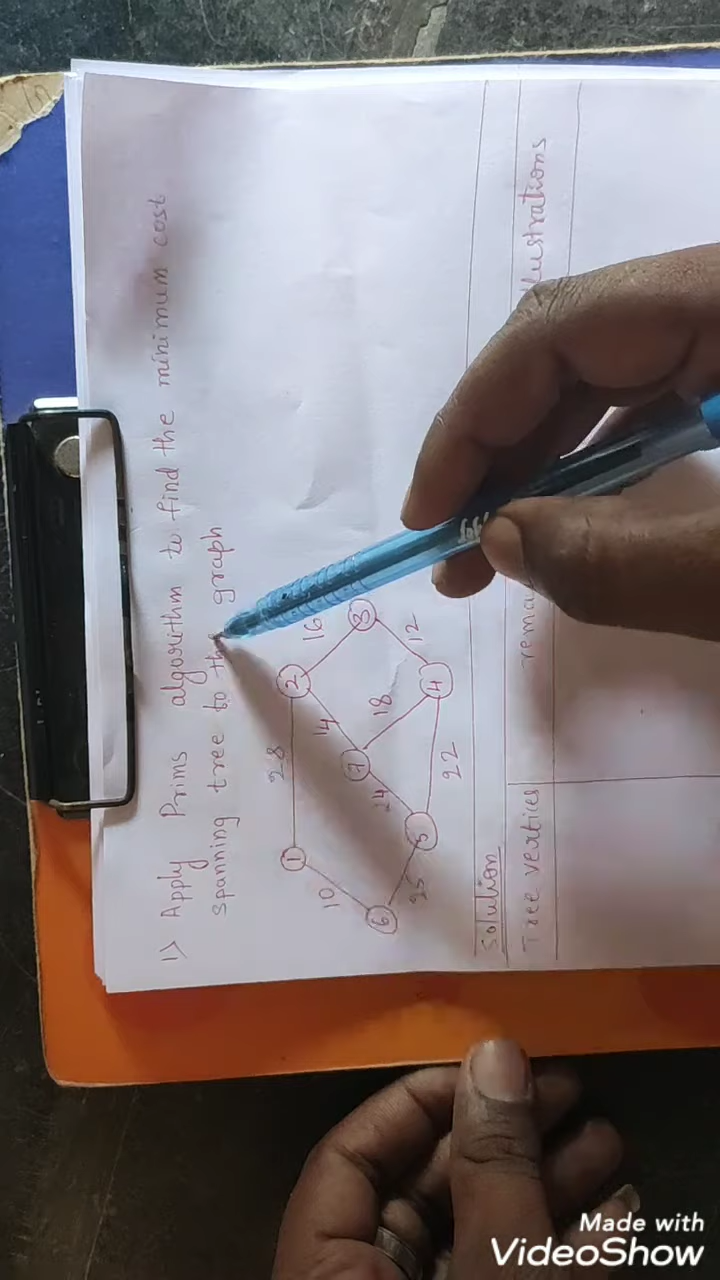 1) Apply Prims algorithm to find the minimum cost
spanning tree to the graph
28
1
2
16
10
14
3
7
18
12
24
4
6
25
5
22
Solution
Tree vertices
Made with
VideoShow